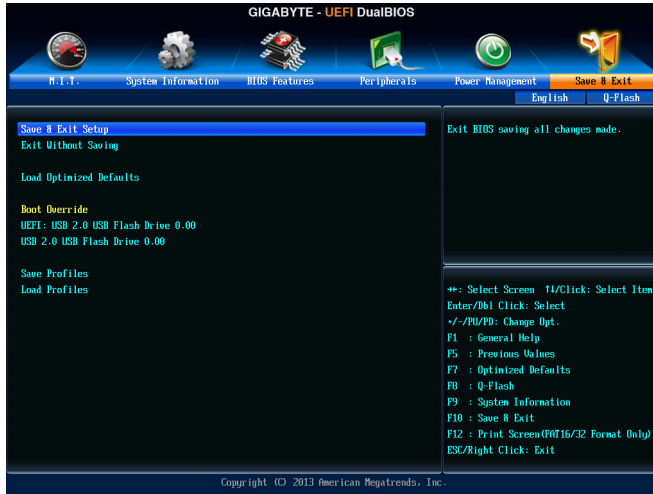 GIGABYTE - UEFI DualBIOS
M.I.T. System Information BIOS Features Peripherals Power Management Save & Exit
English Q-Flash
Save & Exit Setup
Exit Without Saving
Load Optimized Defaults
Boot Override
UEFI: USB 2.0 USB Flash Drive 0.00
USB 2.0 USB Flash Drive 0.00
Save Profiles
Load Profiles
Exit BIOS saving all changes made.
→←: Select Screen ↑↓/Click: Select Item
Enter/Dbl Click: Select
+/-/PU/PD: Change Opt.
F1 : General Help
F5 : Previous Values
F7 : Optimized Defaults
F8 : Q-Flash
F9 : System Information
F10 : Save & Exit
F12 : Print Screen(FAT16/32 Format Only)
ESC/Right Click: Exit
Copyright (C) 2013 American Megatrends, Inc.